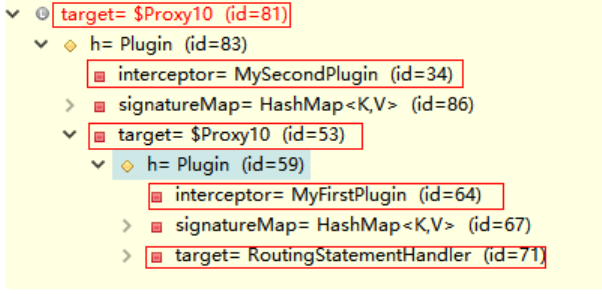 target= $Proxy10 (id=81)
h= Plugin (id=83)
interceptor= MySecondPlugin (id=34)
signatureMap= HashMap<K,V> (id=86)
target= $Proxy10 (id=53)
h= Plugin (id=59)
interceptor= MyFirstPlugin (id=64)
signatureMap= HashMap<K,V> (id=67)
target= RoutingStatementHandler (id=71)